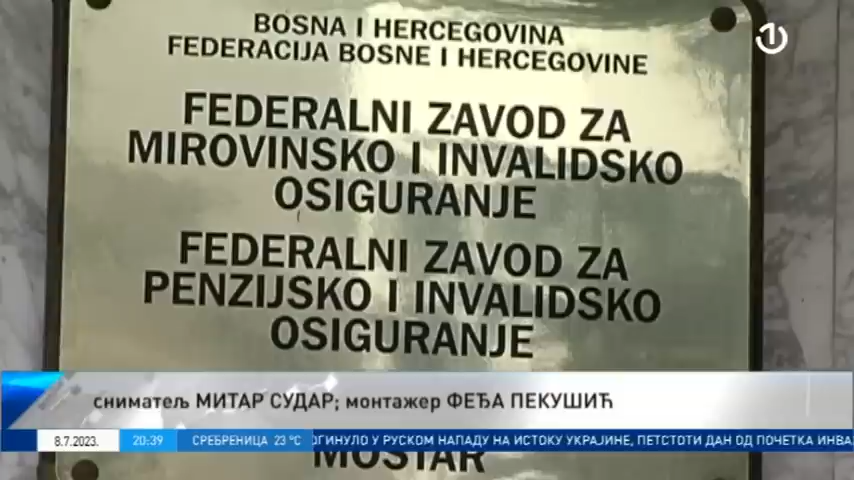 BOSNA I HERCEGOVINA
FEDERACIJA BOSNE I HERCEGOVINE
FEDERALNI ZAVOD ZA
MIROVINSKO I INVALIDSKO
OSIGURANJE
FEDERALNI ZAVOD ZA
PENZIJSKO I INVALIDSKO
OSIGURANJE
сниматељ МИТАР СУДАР; монтажер ФЕЂА ПЕКУШИЋ
8.7.2023. 20:39 СРЕБРЕНИЦА 23 °C ОГИНУЛО У РУСКОМ НАПАДУ НА ИСТОКУ УКРАЈИНЕ, ПЕТСТОТИ ДАН ОД ПОЧЕТКА ИНВА
MOSTAR